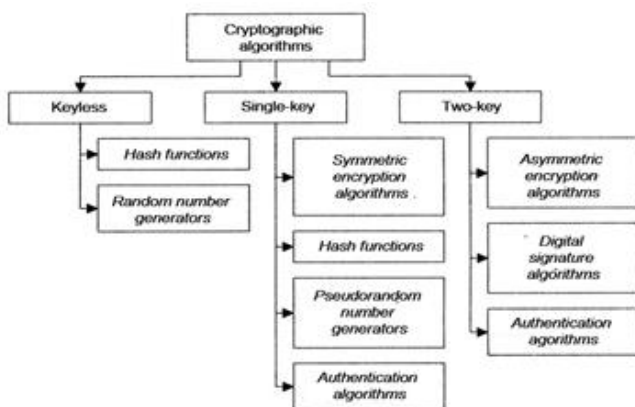 Cryptographic
algorithms
Keyless
Single-key
Two-key
Hash functions
Random number
generators
Symmetric
encryption
algorithms
Hash functions
Pseudorandom
number
generators
Authentication
algorithms
Asymmetric
encryption
algorithms
Digital
signature
algorithms
Authentication
agorithms